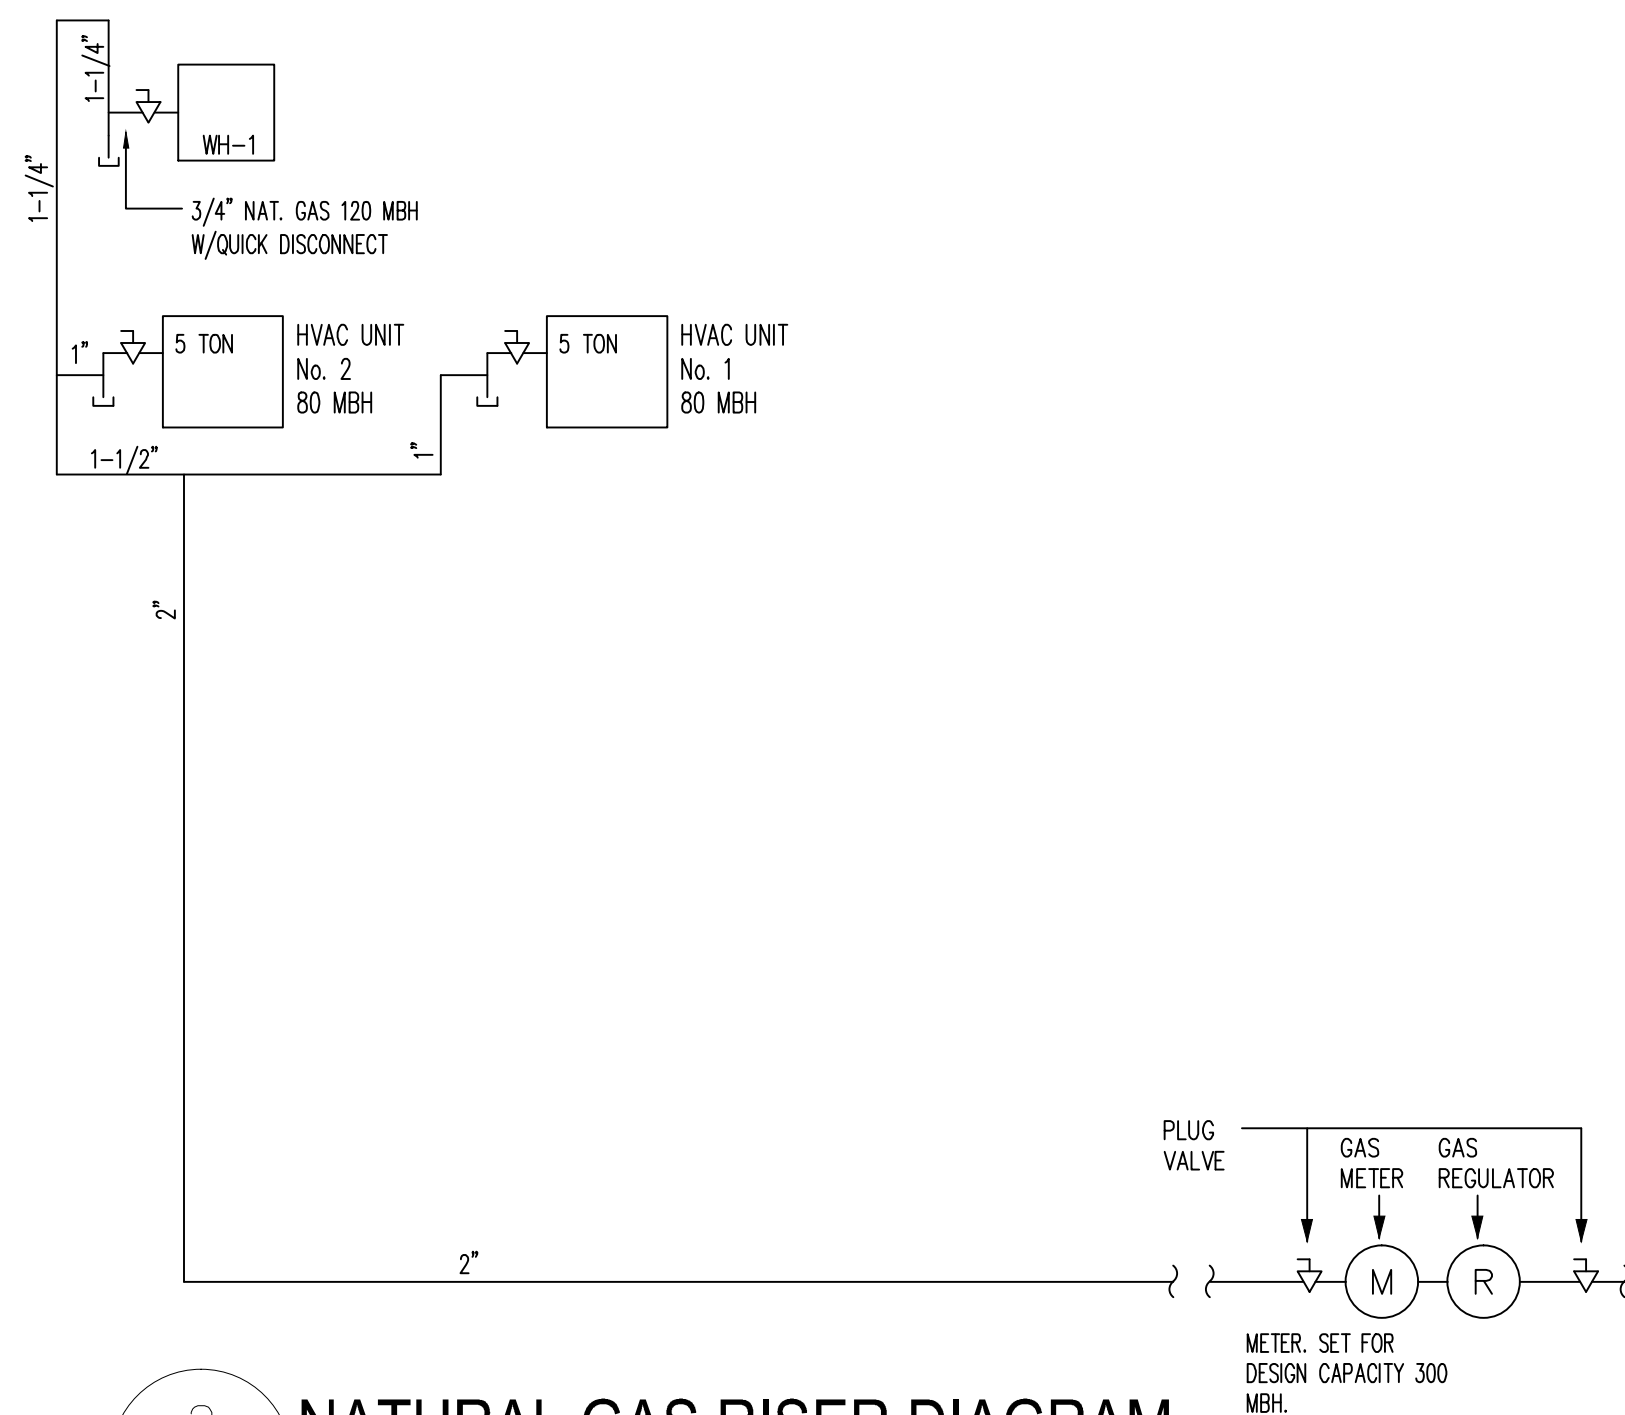 1-1/4”
1-1/4”
WH-1
3/4” NAT. GAS 120 MBH
W/QUICK DISCONNECT
1”
5 TON
HVAC UNIT
No. 2
80 MBH
5 TON
HVAC UNIT
No. 1
80 MBH
1-1/2”
1”
2”
2”
PLUG
VALVE
GAS
METER
GAS
REGULATOR
M
R
METER. SET FOR
DESIGN CAPACITY 300
MBH.
NATURAL GAS RISER DIAGRAM